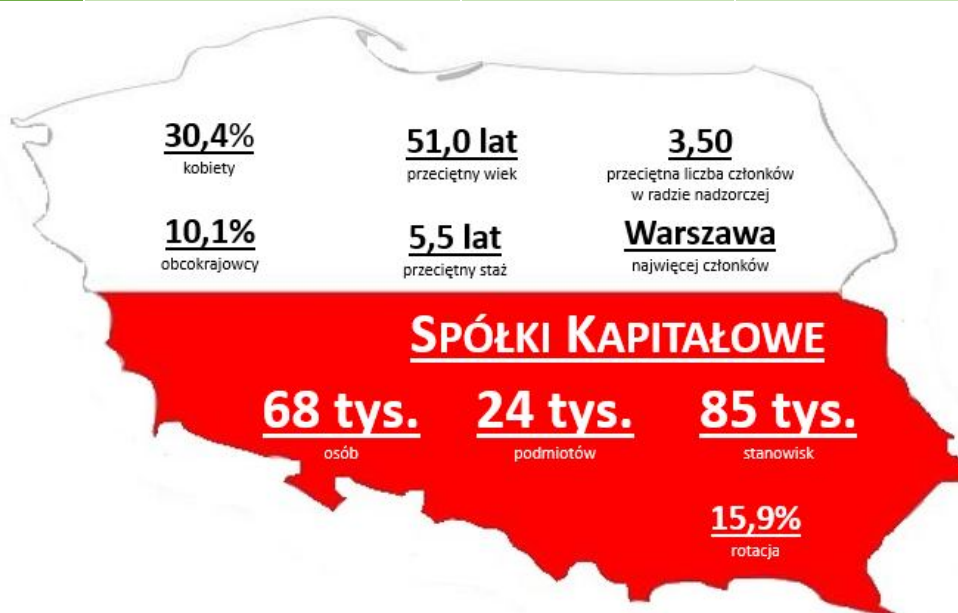 30,4%
kobiety
51,0 lat
przeciętny wiek
3,50
przeciętna liczba członków
w radzie nadzorczej
10,1%
obcokrajowcy
5,5 lat
przeciętny staż
Warszawa
najwięcej członków
SPÓŁKI KAPITAŁOWE
68 tys.
osób
24 tys.
podmiotów
85 tys.
stanowisk
15,9%
rotacja